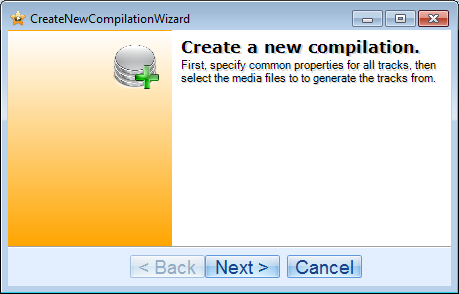 CreateNewCompilationWizard
Create a new compilation.
First, specify common properties for all tracks, then
select the media files to to generate the tracks from.
< Back Next > Cancel